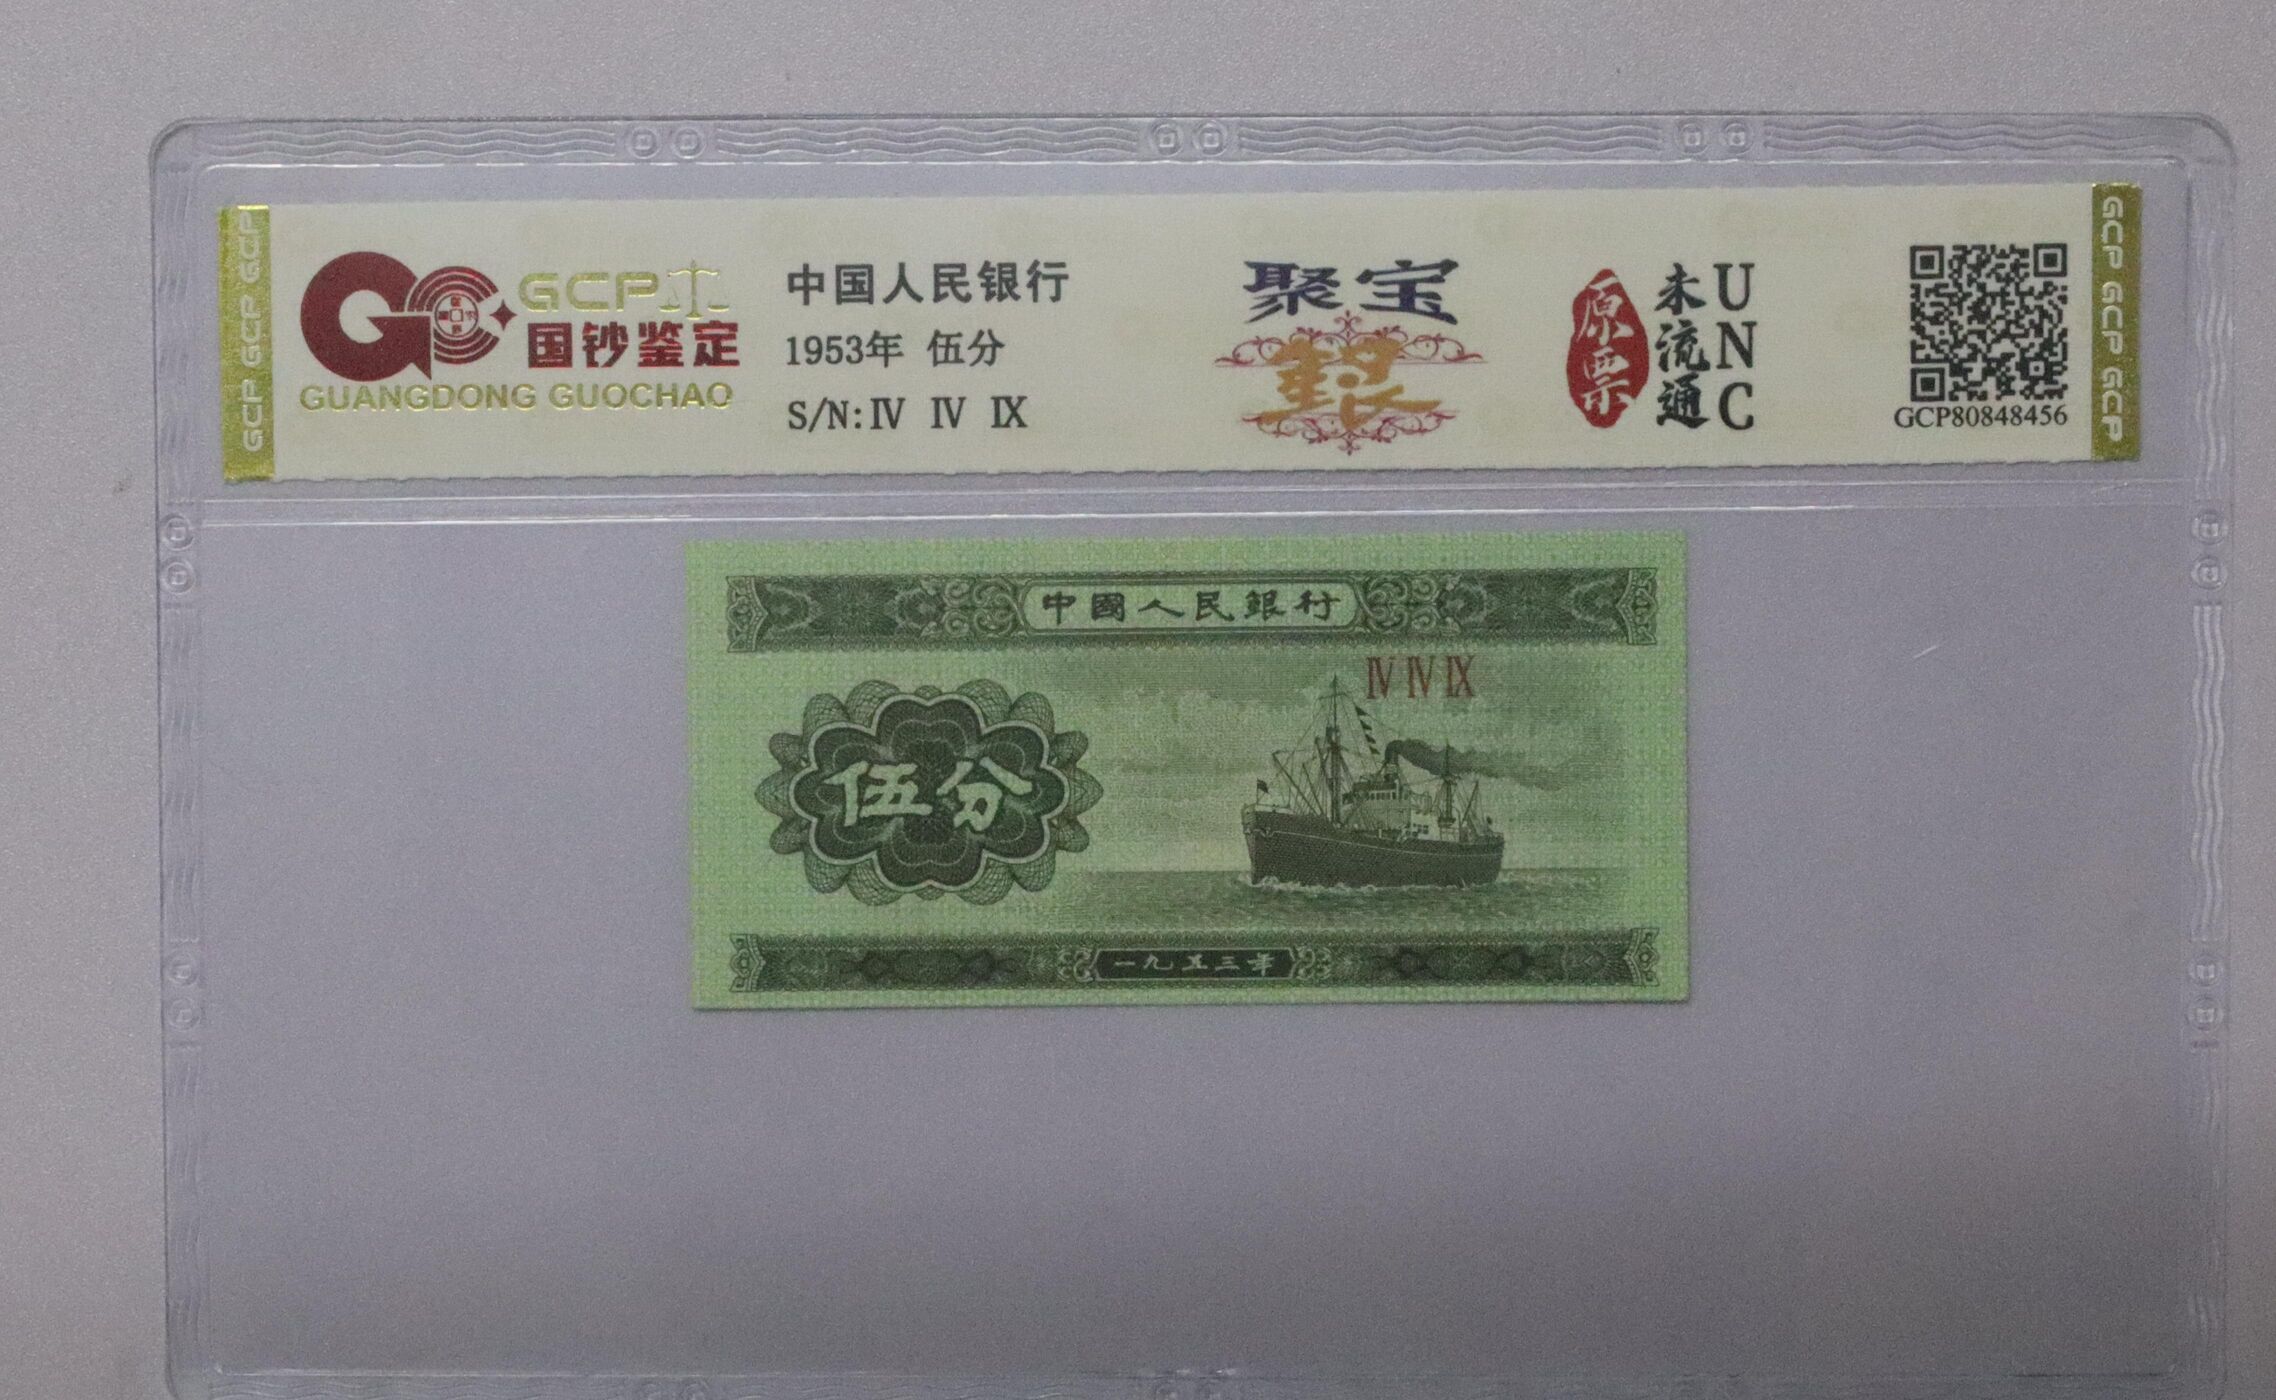 GCP GCP GCP
GCP
国钞鉴定
GUANGDONG GUOCHAO
中国人民银行
1953年 伍分
S/N:Ⅳ Ⅳ Ⅸ
聚宝
原票
未流通
UNC
GCP80848456
GCP GCP GCP
中國人民銀行
Ⅳ Ⅳ Ⅸ
伍分
一九五三年